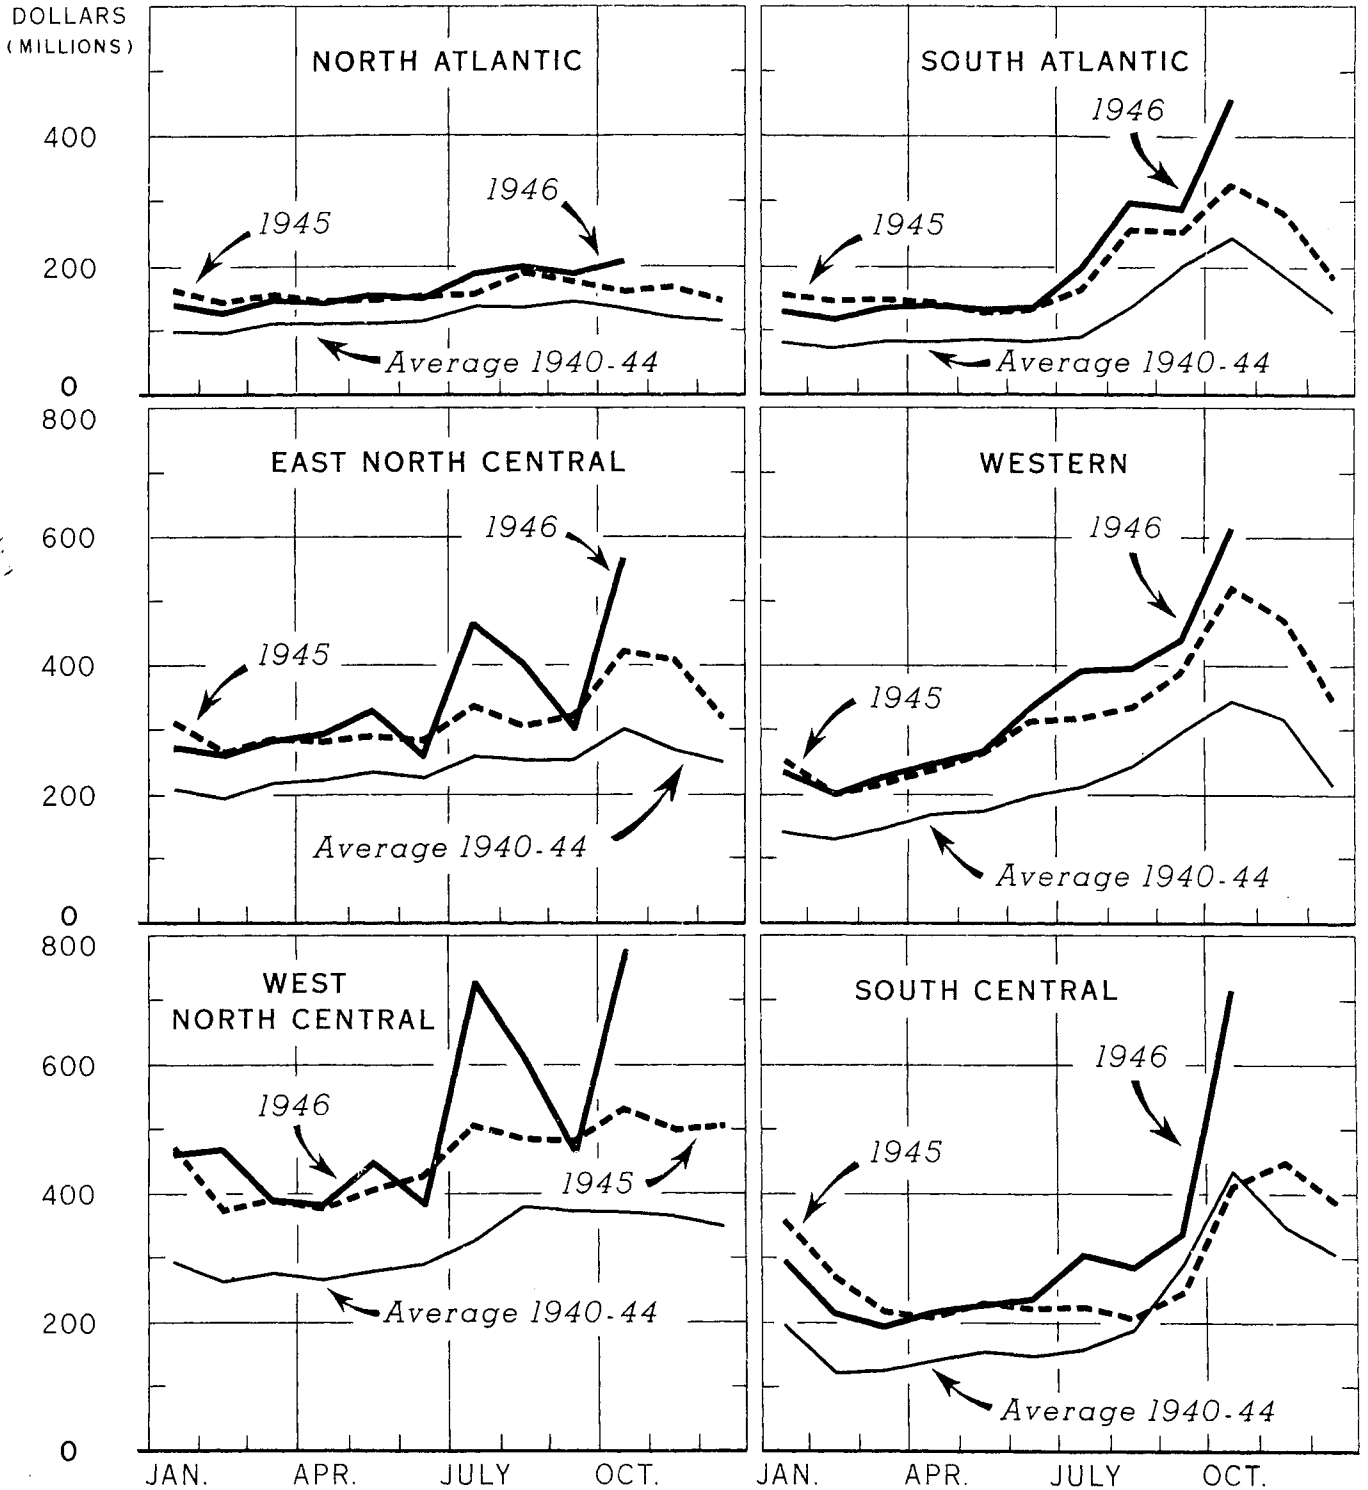 DOLLARS
(MILLIONS)
NORTH ATLANTIC
400
1946
1945
200
Average 1940-44
0
SOUTH ATLANTIC
1946
1945
Average 1940-44
800
EAST NORTH CENTRAL
1946
600
1945
400
200
Average 1940-44
0
WESTERN
1946
1945
Average 1940-44
800
WEST
NORTH CENTRAL
600
1946
400
1945
200
Average 1940-44
0
JAN.
APR.
JULY
OCT.
SOUTH CENTRAL
1946
1945
Average 1940-44
JAN.
APR.
JULY
OCT.